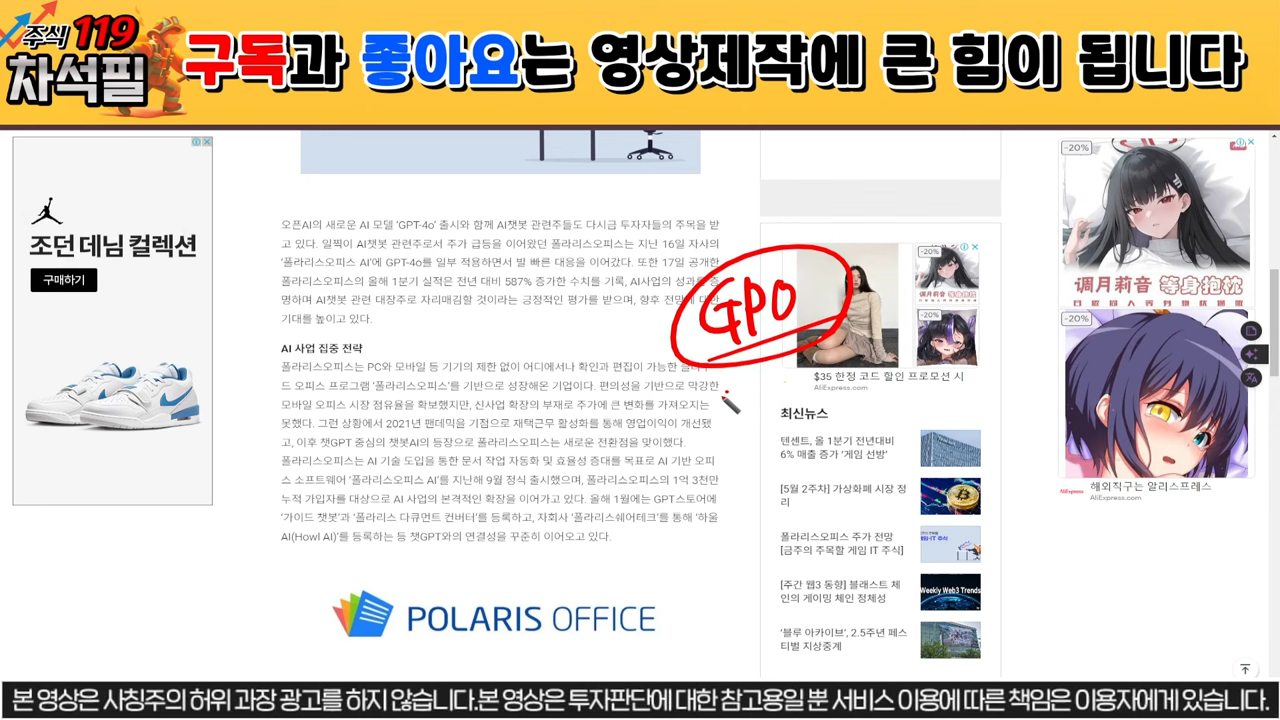 주식 119
차석필
구독과 좋아요는 영상제작에 큰 힘이 됩니다
조던 데님 컬렉션
구매하기
오픈AI의 새로운 AI 모델 ‘GPT-4o’ 출시와 함께 AI챗봇 관련주들도 다시금 투자자들의 주목을 받
고 있다. 일찍이 AI챗봇 관련주로서 주가 급등을 이어왔던 폴라리스오피스는 지난 16일 자사의
‘폴라리스오피스 AI’에 GPT-4o를 일부 적용하면서 발 빠른 대응을 이어갔다. 또한 17일 공개한
폴라리스오피스의 올해 1분기 실적은 전년 대비 587% 증가한 수치를 기록, AI사업의 성과를 증
명하며 AI챗봇 관련 대장주로 자리매김할 것이라는 긍정적인 평가를 받으며, 향후 전망에 대한
기대를 높이고 있다.
AI 사업 집중 전략
폴라리스오피스는 PC와 모바일 등 기기의 제한 없이 어디에서나 확인과 편집이 가능한
드 오피스 프로그램 ‘폴라리스오피스’를 기반으로 성장해온 기업이다. 편의성을 기반으로 막강한
모바일 오피스 시장 점유율을 확보했지만, 신사업 확장의 부재로 주가에 큰 변화를 가져오지는
못했다. 그런 상황에서 2021년 팬데믹을 기점으로 재택근무 활성화를 통해 영업이익이 개선됐
고, 이후 챗GPT 중심의 챗봇AI의 등장으로 폴라리스오피스는 새로운 전환점을 맞이했다.
폴라리스오피스는 AI 기술 도입을 통한 문서 작업 자동화 및 효율성 증대를 목표로 AI 기반 오피
스 소프트웨어 ‘폴라리스오피스 AI’를 지난해 9월 정식 출시했으며, 폴라리스오피스의 1억 3천만
누적 가입자를 대상으로 AI 사업의 본격적인 확장을 이어가고 있다. 올해 1월에는 GPT스토어에
‘가이드 챗봇’과 ‘폴라리스 다큐먼트 컨버터’를 등록하고, 자회사 ‘폴라리스쉐어테크’를 통해 ‘하울
AI(Howl AI)’를 등록하는 등 챗GPT와의 연결성을 꾸준히 이어오고 있다.
POLARIS OFFICE
GPO
-20%
-20%
$35 한정 코드 할인 프로모션 시
AliExpress.com
최신뉴스
텐센트, 올 1분기 전년대비
6% 매출 증가 ‘게임 선방’
[5월 2주차] 가상화폐 시장 정
리
폴라리스오피스 주가 전망
[금주의 주목할 게임 IT 주식]
[주간 웹3 동향] 블래스트 체
인의 게이밍 체인 정체성
Weekly Web3 Trends
‘블루 아카이브’, 2.5주년 페스
티벌 지상중계
-20%
调月莉音 等身抱枕
-20%
해외직구는 알리스프레스
AliExpress.com
본 영상은 사칭주의 허위 과장 광고를 하지 않습니다.본 영상은 투자판단에 대한 참고용일 뿐 서비스 이용에 따른 책임은 이용자에게 있습니다.